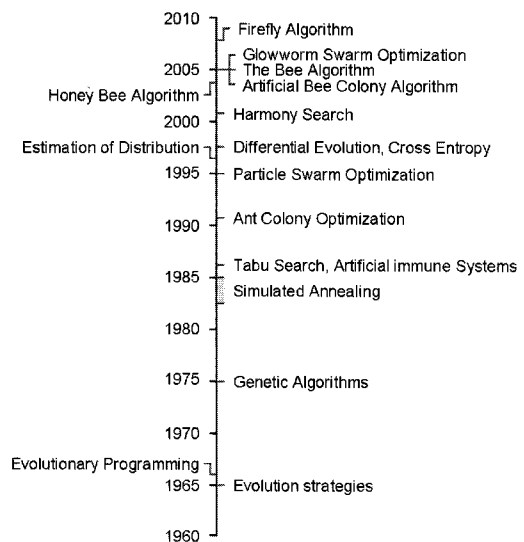 2010
Firefly Algorithm
Glowworm Swarm Optimization
2005
The Bee Algorithm
Artificial Bee Colony Algorithm
Honey Bee Algorithm
2000
Harmony Search
Estimation of Distribution
Differential Evolution, Cross Entropy
1995
Particle Swarm Optimization
1990
Ant Colony Optimization
Tabu Search, Artificial immune Systems
1985
Simulated Annealing
1980
1975
Genetic Algorithms
1970
Evolutionary Programming
1965
Evolution strategies
1960